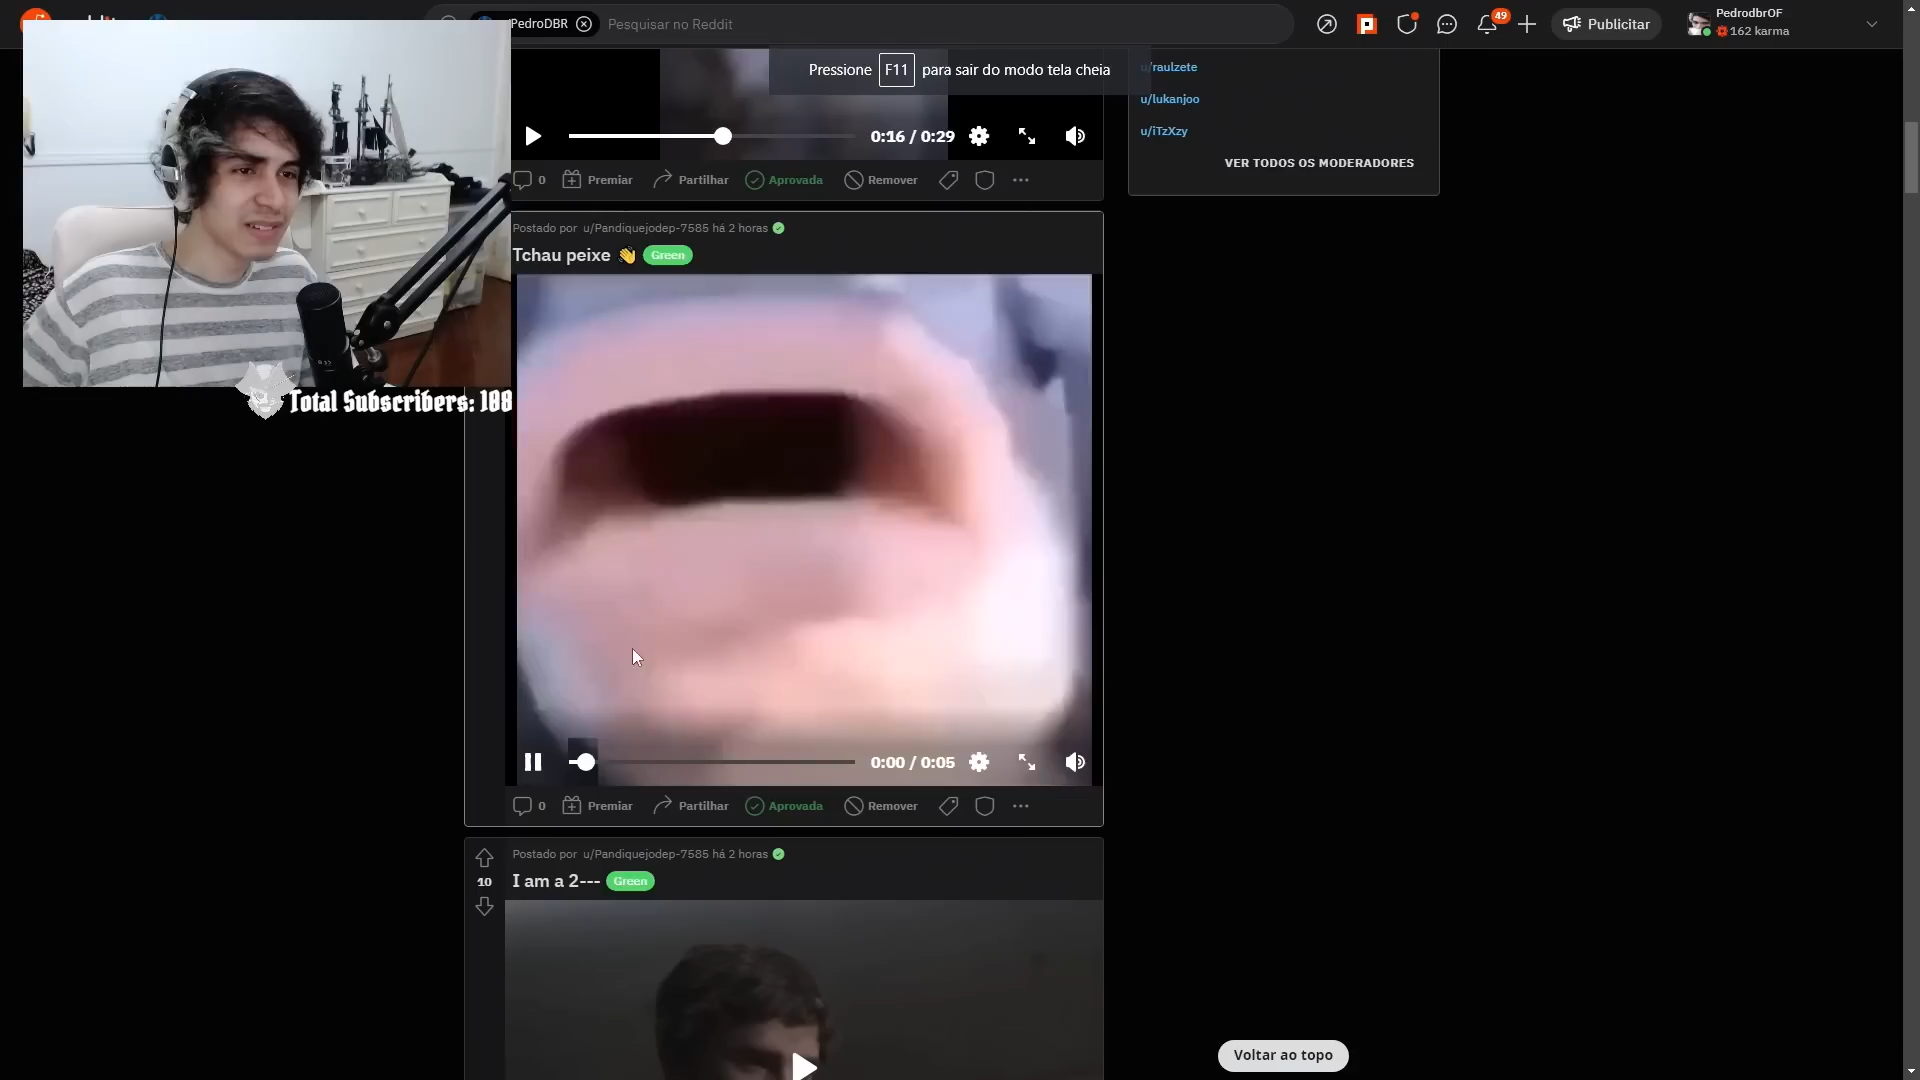 PedroDBR
Pesquisar no Reddit
49
Publicitar
PedrodbrOF
162 karma
Pressione F11 para sair do modo tela cheia
u/raulzete
u/lukanjoo
u/iTzXzy
VER TODOS OS MODERADORES
0:16 / 0:29
0 Premiar Partilhar Aprovada Remover
Postado por u/Pandiquejodep-7585 há 2 horas
Tchau peixe 👋 Green
Total Subscribers: 188
0:00 / 0:05
0 Premiar Partilhar Aprovada Remover
Postado por u/Pandiquejodep-7585 há 2 horas
10
I am a 2--- Green
Voltar ao topo